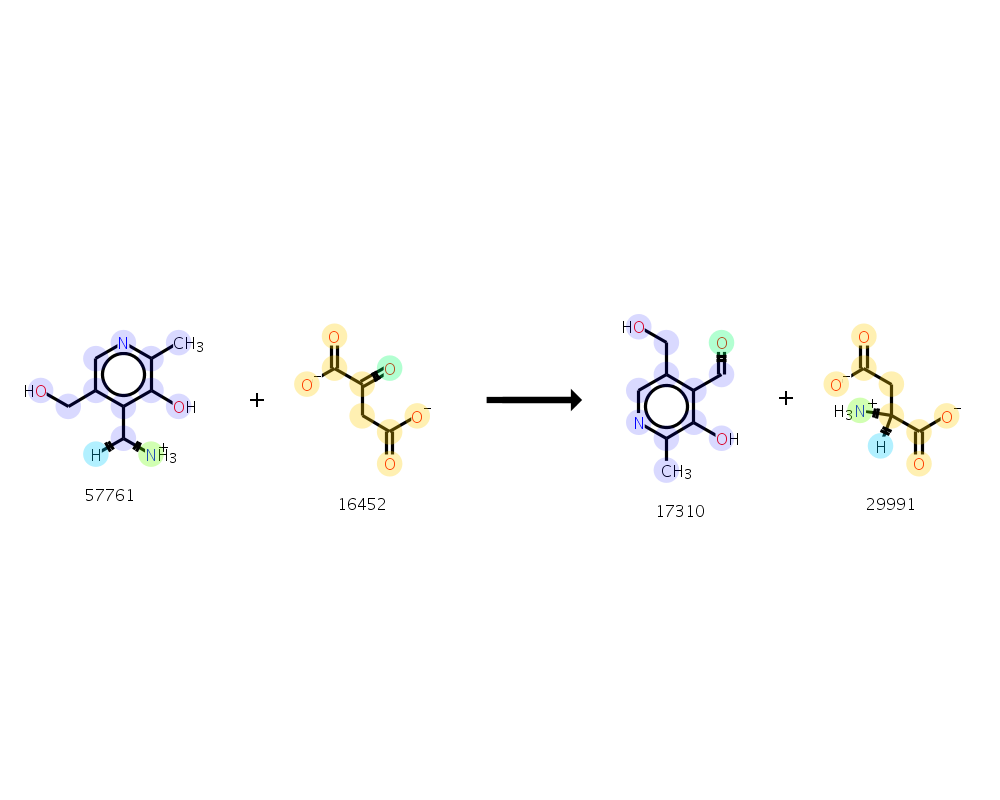 N
CH3
HO
OH
H
NH3
+
57761
+
O
O−
O
O−
O
16452
HO
O
N
OH
CH3
17310
+
O
O−
H3N+
O−
H
O
29991